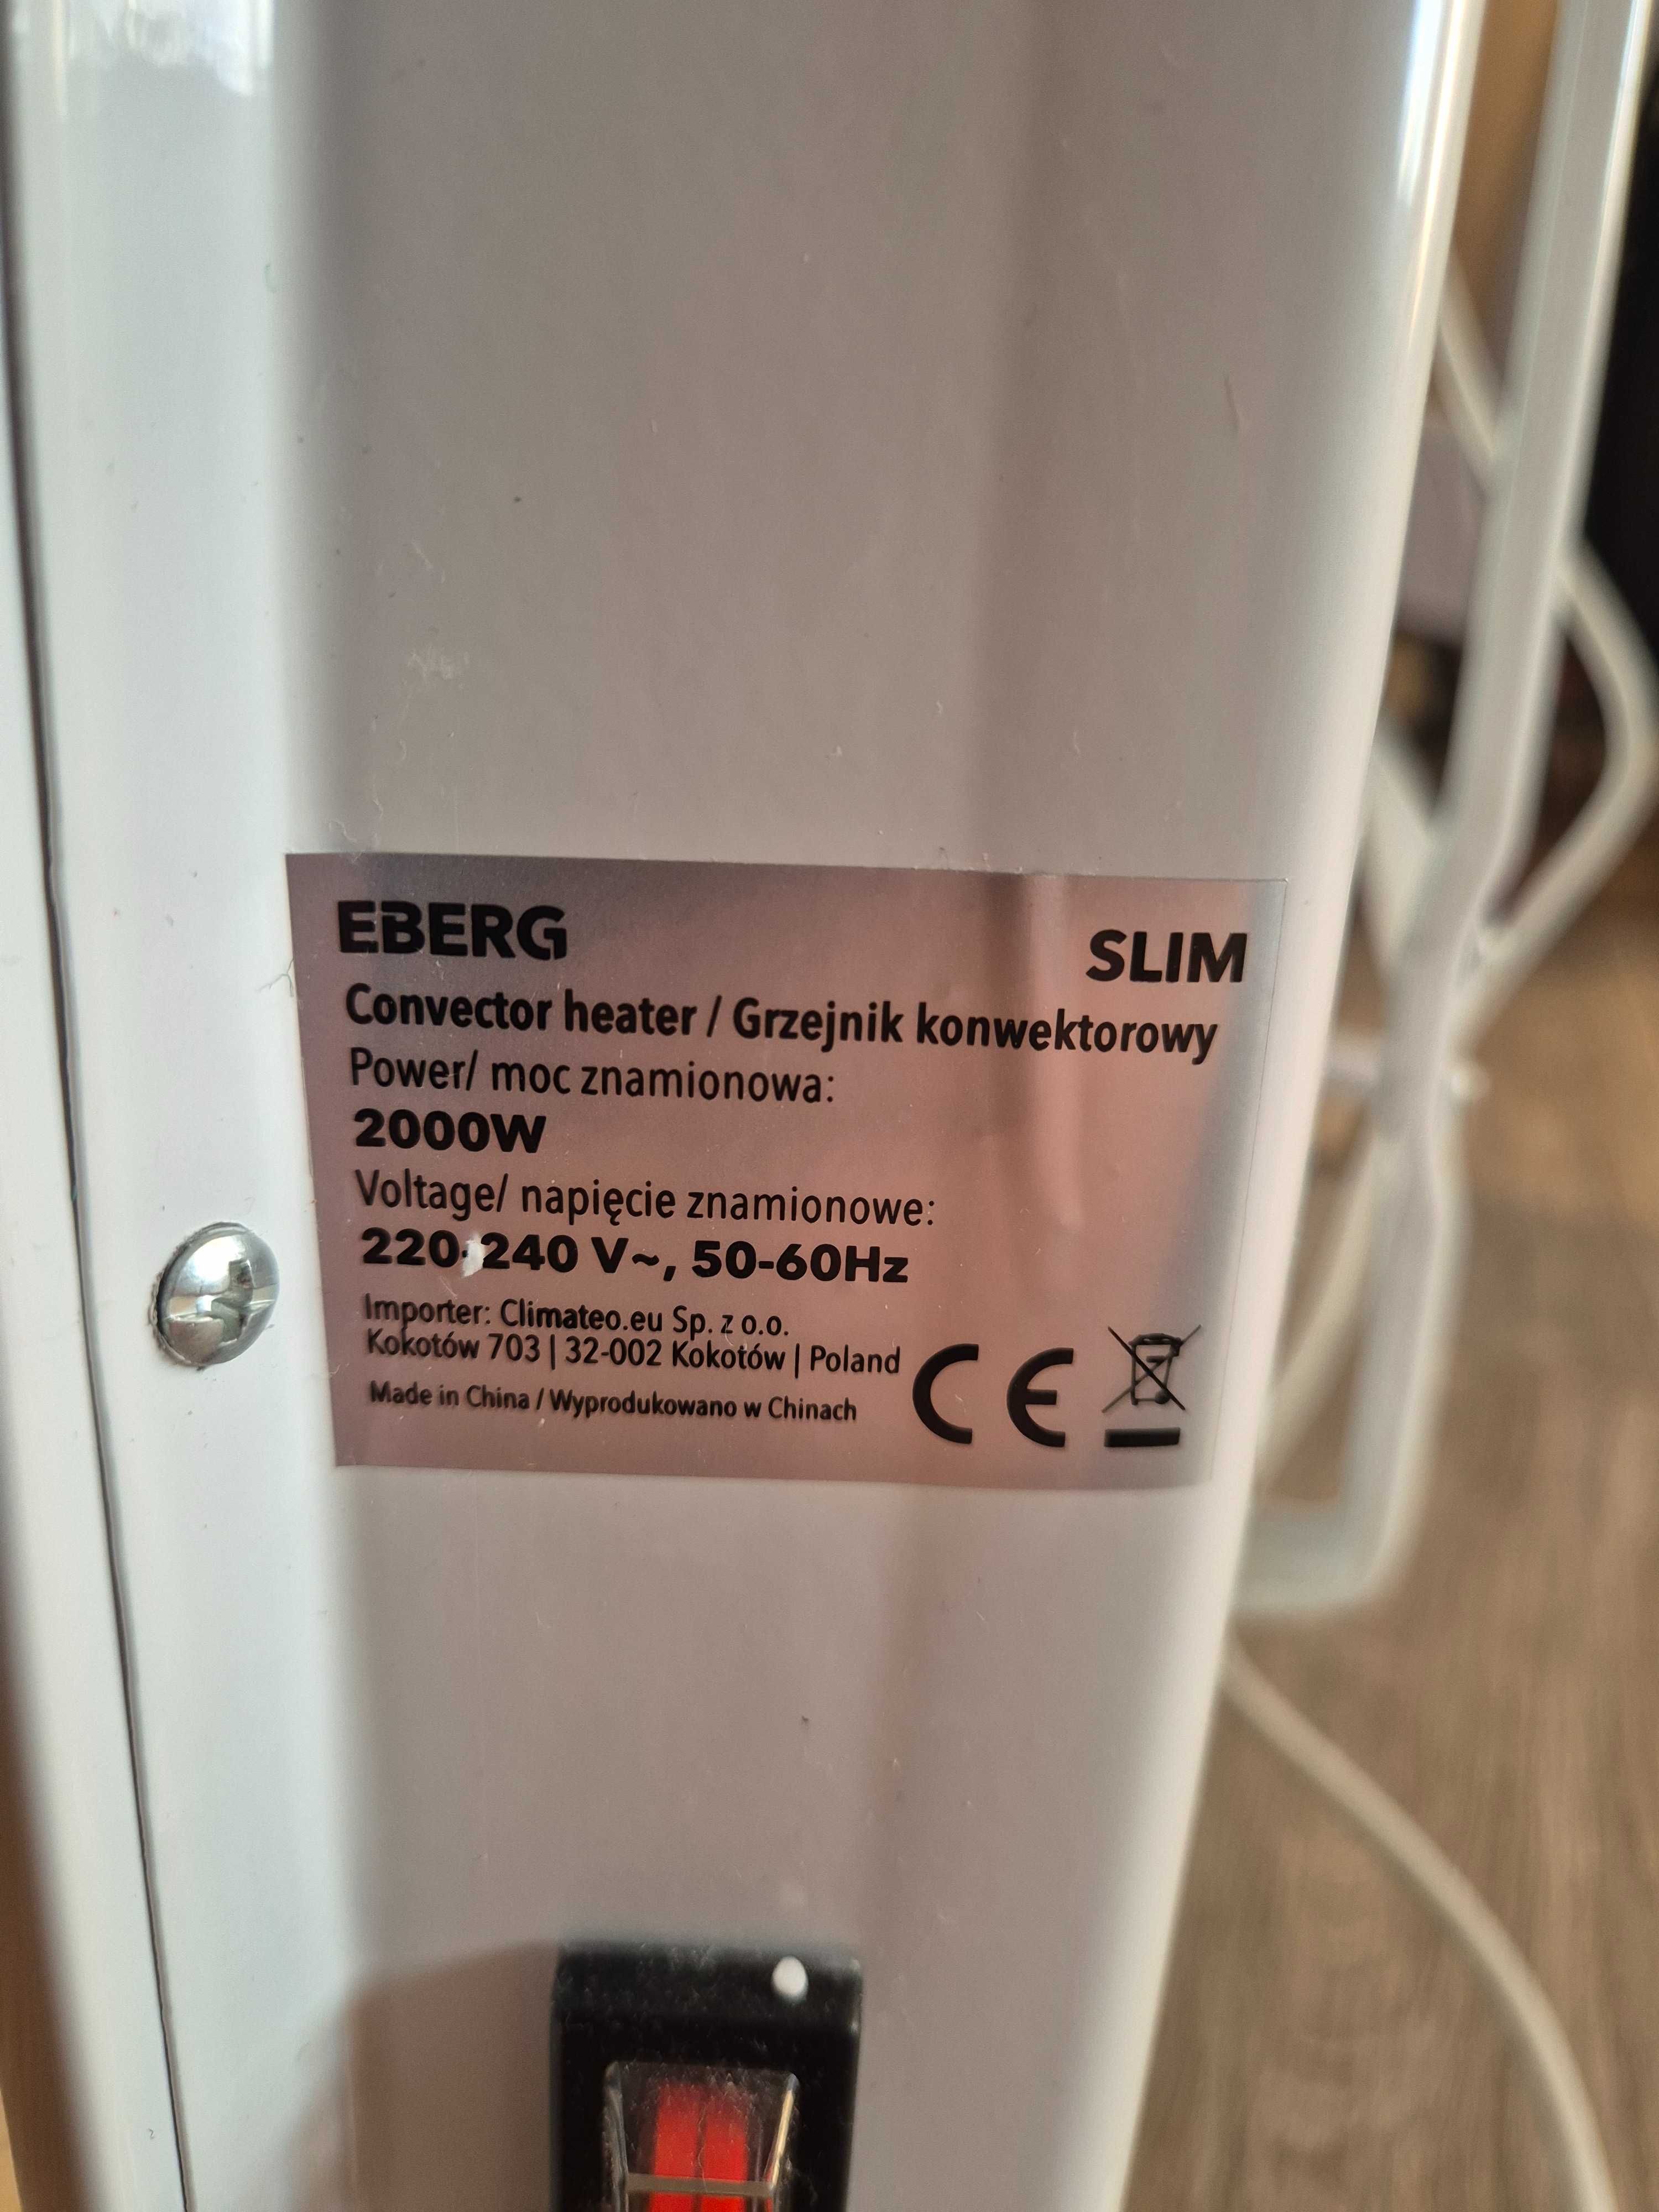 EBERG SLIM
Convector heater / Grzejnik konwektorowy
Power/ moc znamionowa:
2000W
Voltage/ napięcie znamionowe:
220-240 V~, 50-60Hz
Importer: Climateo.eu Sp. z o.o.
Kokotów 703 | 32-002 Kokotów | Poland
Made in China / Wyprodukowano w Chinach
CE